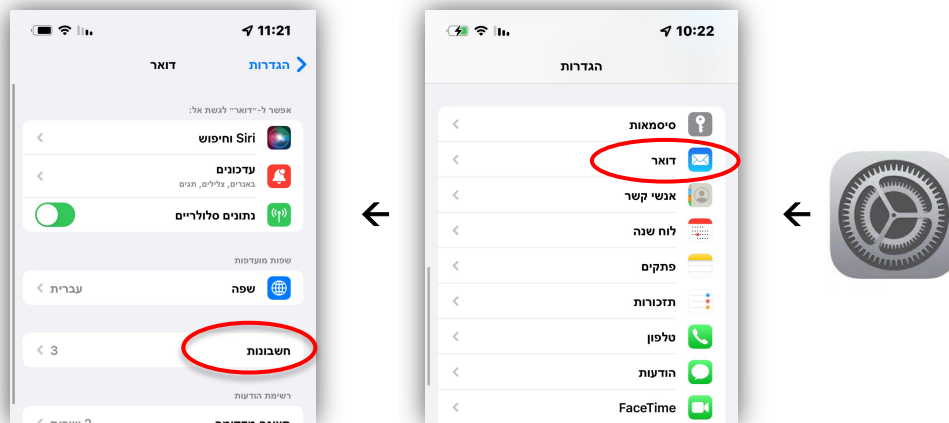 10:22
הגדרות
סיסמאות
דואר
אנשי קשר
לוח שנה
פתקים
תזכורות
טלפון
הודעות
FaceTime
11:21
הגדרות
דואר
אפשר ל-״דואר״ לגשת אל:
Siri וחיפוש
עדכונים
באנרים, צלילים, תגים
נתונים סלולריים
שפות מועדפות
שפה עברית
חשבונות 3
רשימת הודעות